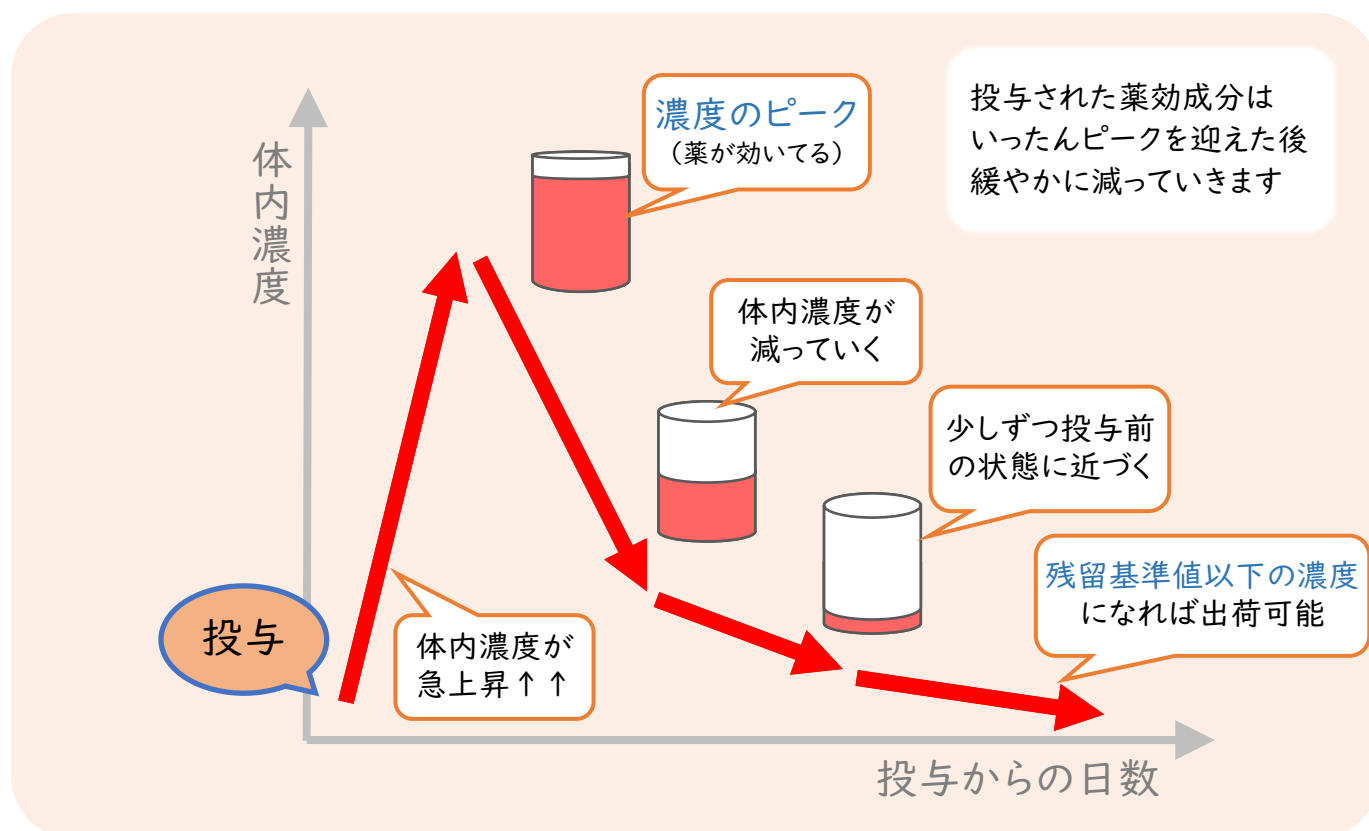 投与された薬効成分は
いったんピークを迎えた後
緩やかに減っていきます
体内濃度
濃度のピーク
（薬が効いてる）
体内濃度が
減っていく
少しずつ投与前
の状態に近づく
残留基準値以下の濃度
になれば出荷可能
投与
体内濃度が
急上昇↑↑
投与からの日数